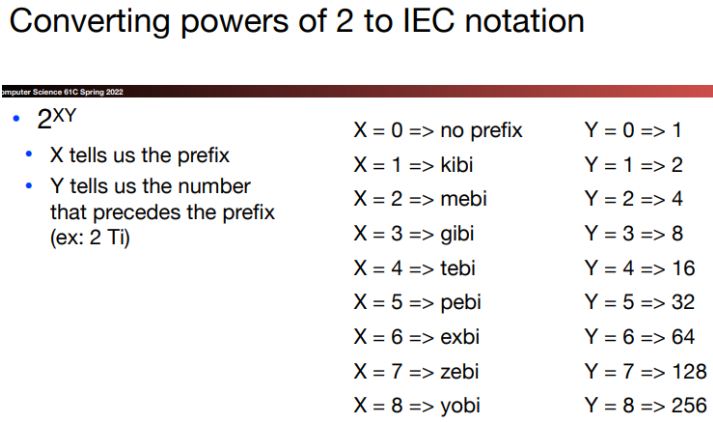 Converting powers of 2 to IEC notation
omputer Science 61C Spring 2022
• 2XY
• X tells us the prefix
• Y tells us the number
that precedes the prefix
(ex: 2 Ti)
X = 0 => no prefix
X = 1 => kibi
X = 2 => mebi
X = 3 => gibi
X = 4 => tebi
X = 5 => pebi
X = 6 => exbi
X = 7 => zebi
X = 8 => yobi
Y = 0 => 1
Y = 1 => 2
Y = 2 => 4
Y = 3 => 8
Y = 4 => 16
Y = 5 => 32
Y = 6 => 64
Y = 7 => 128
Y = 8 => 256